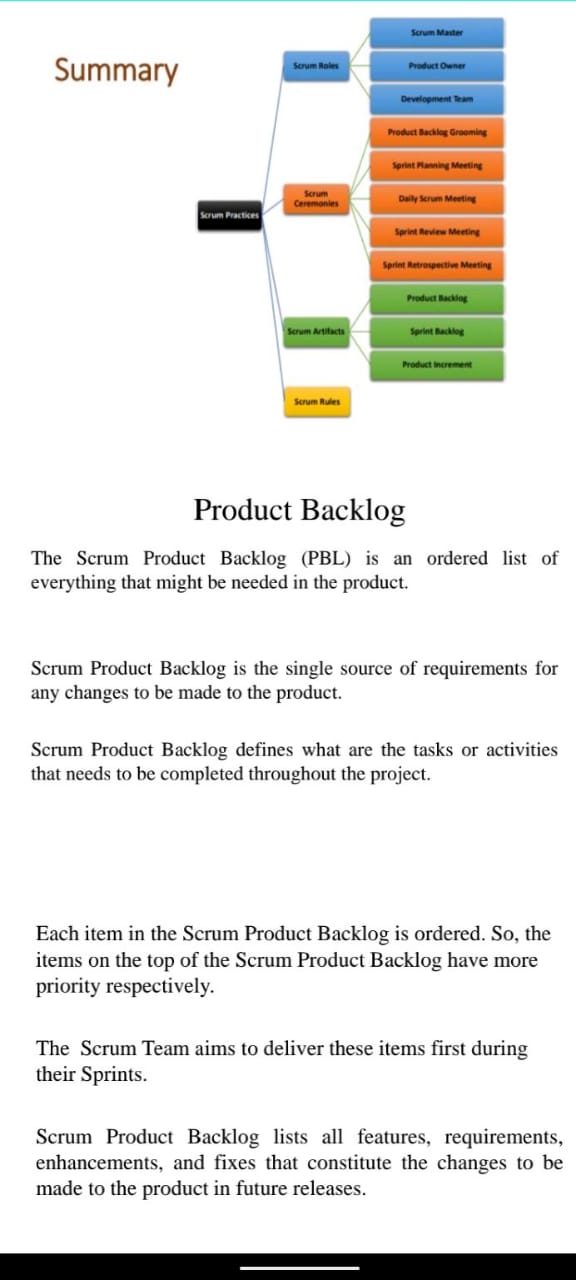 Summary
Scrum Practices
Scrum Roles
Scrum Master
Product Owner
Development Team
Scrum
Ceremonies
Product Backlog Grooming
Sprint Planning Meeting
Daily Scrum Meeting
Sprint Review Meeting
Sprint Retrospective Meeting
Scrum Artifacts
Product Backlog
Sprint Backlog
Product Increment
Scrum Rules
Product Backlog
The Scrum Product Backlog (PBL) is an ordered list of
everything that might be needed in the product.
Scrum Product Backlog is the single source of requirements for
any changes to be made to the product.
Scrum Product Backlog defines what are the tasks or activities
that needs to be completed throughout the project.
Each item in the Scrum Product Backlog is ordered. So, the
items on the top of the Scrum Product Backlog have more
priority respectively.
The Scrum Team aims to deliver these items first during
their Sprints.
Scrum Product Backlog lists all features, requirements,
enhancements, and fixes that constitute the changes to be
made to the product in future releases.